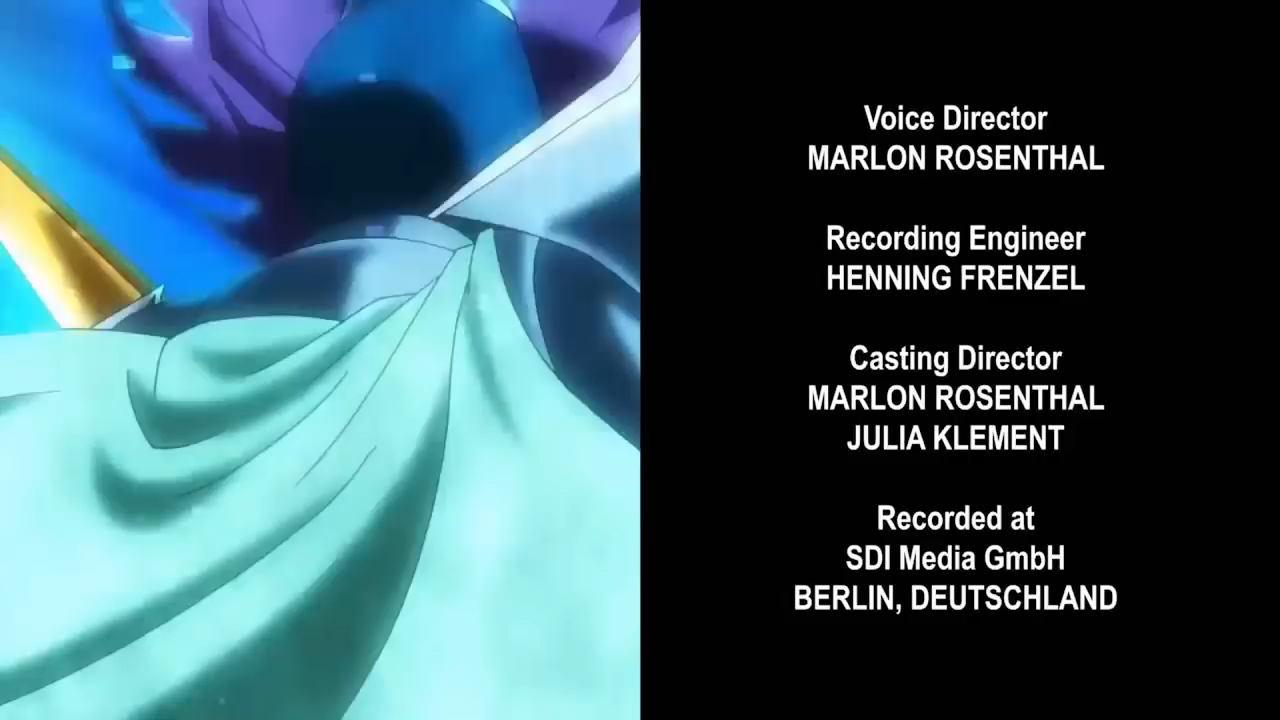 Voice Director
MARLON ROSENTHAL
Recording Engineer
HENNING FRENZEL
Casting Director
MARLON ROSENTHAL
JULIA KLEMENT
Recorded at
SDI Media GmbH
BERLIN, DEUTSCHLAND